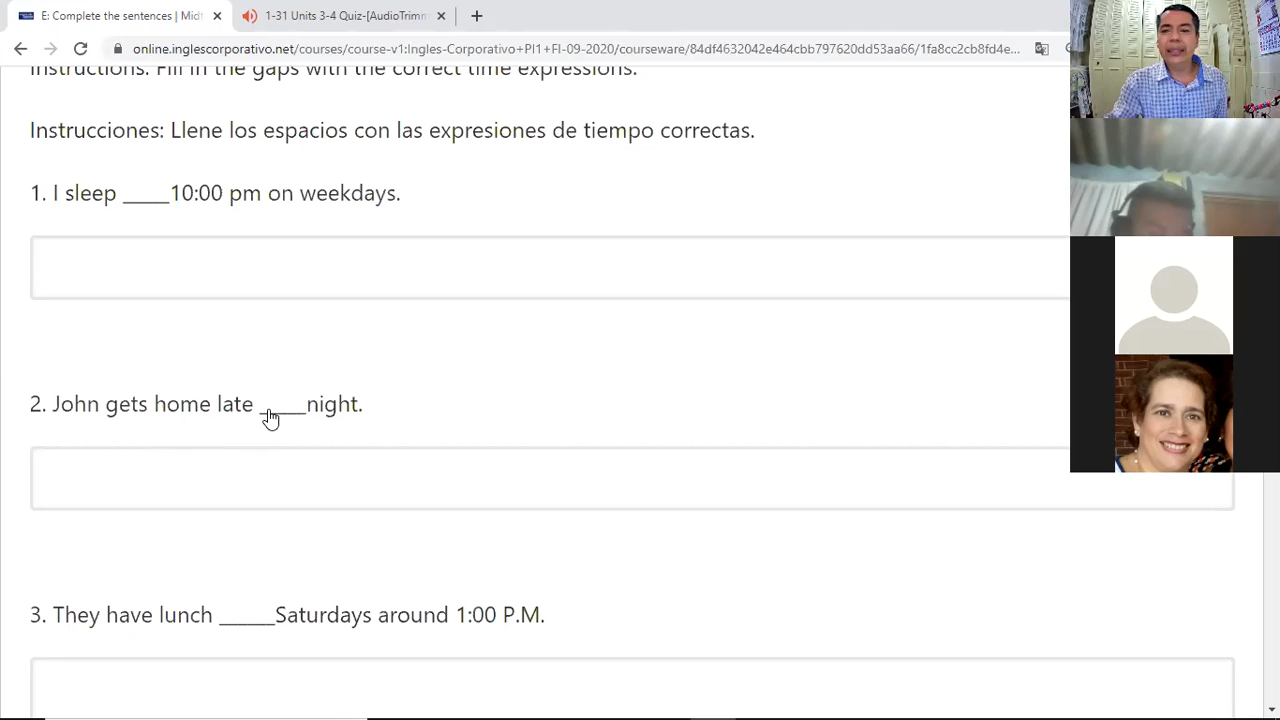 E: Complete the sentences | Mid
1-31 Units 3-4 Quiz-[AudioTrimm
online.inglescorporativo.net/courses/course-v1:Ingles-Corporativo+PI1+FI-09-2020/courseware/84df4632042e464cbb797620dd53aa05/1fa8cc2cb8fd4e...
Instructions: Fill in the gaps with the correct time expressions.
Instrucciones: Llene los espacios con las expresiones de tiempo correctas.
1. I sleep _____10:00 pm on weekdays.
2. John gets home late _____night.
3. They have lunch ______Saturdays around 1:00 P.M.